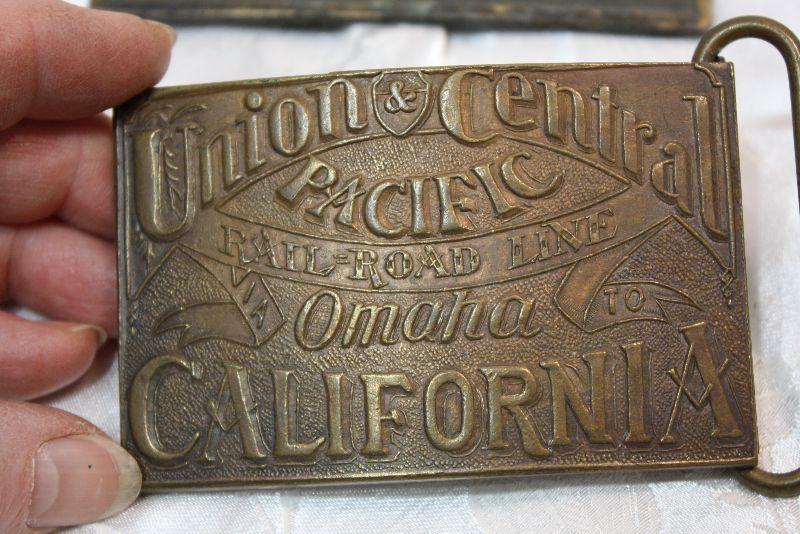 Union & Central
PACIFIC
RAIL=ROAD LINE
VIA Omaha TO
CALIFORNIA